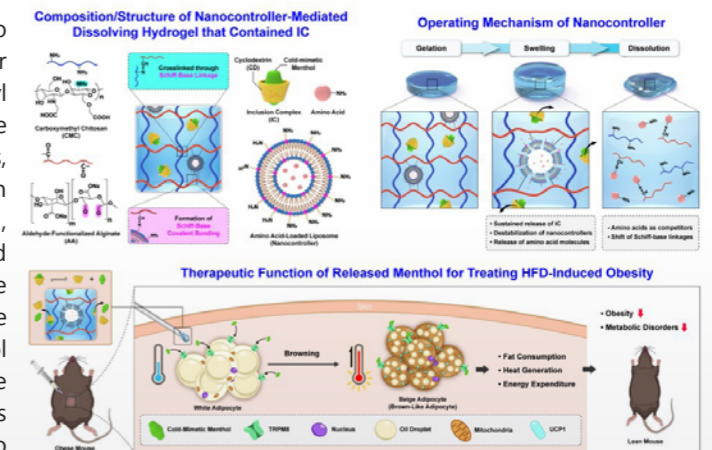 Composition/Structure of Nanocontroller-Mediated
Dissolving Hydrogel that Contained IC
NH₂
NH₂
Carboxymethyl Chitosan
(CMC)
Aldehyde-Functionalized Alginate
(AA)
Crosslinked through
Schiff-Base Linkage
Formation of
Schiff-Base
Covalent Bonding
Cyclodextrin
(CD)
Cold-mimetic
Menthol
Inclusion Complex
(IC)
Amino Acid
Amino Acid-Loaded Liposome
(Nanocontroller)
Operating Mechanism of Nanocontroller
Gelation
Swelling
Dissolution
• Sustained release of IC
• Destabilization of nanocontrollers
• Release of amino acid molecules
• Amino acids as competitors
• Shift of Schiff-base linkages
Therapeutic Function of Released Menthol for Treating HFD-Induced Obesity
Obese Mouse
Skin
White Adipocyte
Browning
Beige Adipocyte
(Brown-Like Adipocyte)
• Fat Consumption
• Heat Generation
• Energy Expenditure
• Obesity
• Metabolic Disorders
Lean Mouse
Cold-Mimetic Menthol
TRPM8
Nucleus
Oil Droplet
Mitochondria
UCP1